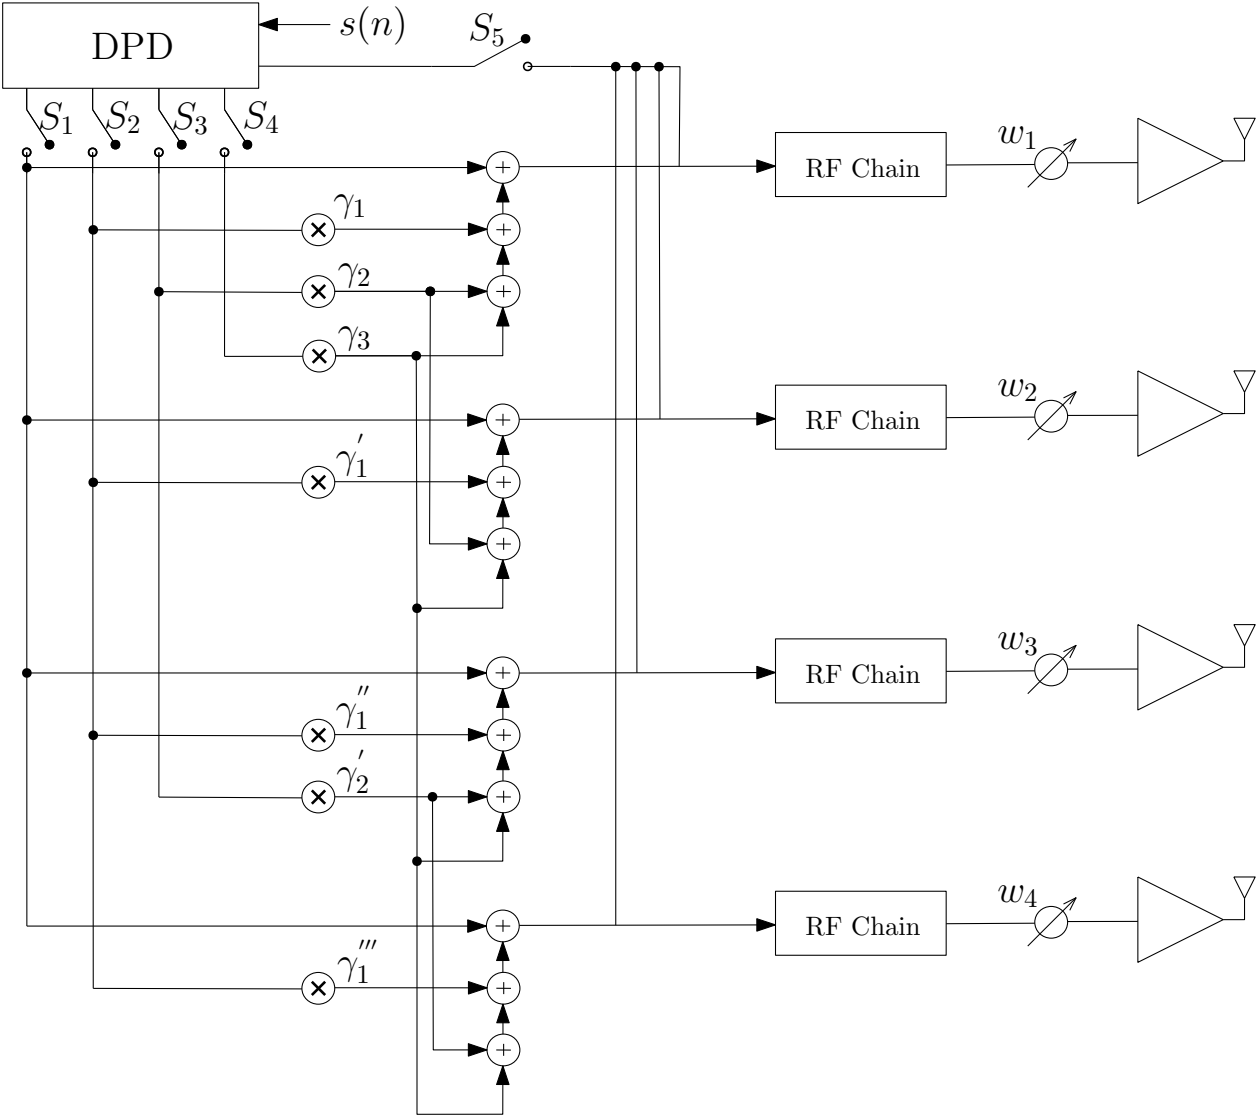 DPD
s(n)
S₅
S₁
S₂
S₃
S₄
w₁
RF Chain
γ₁
γ₂
γ₃
w₂
RF Chain
γ₁′
w₃
RF Chain
γ₁″
γ₂′
w₄
RF Chain
γ₁‴